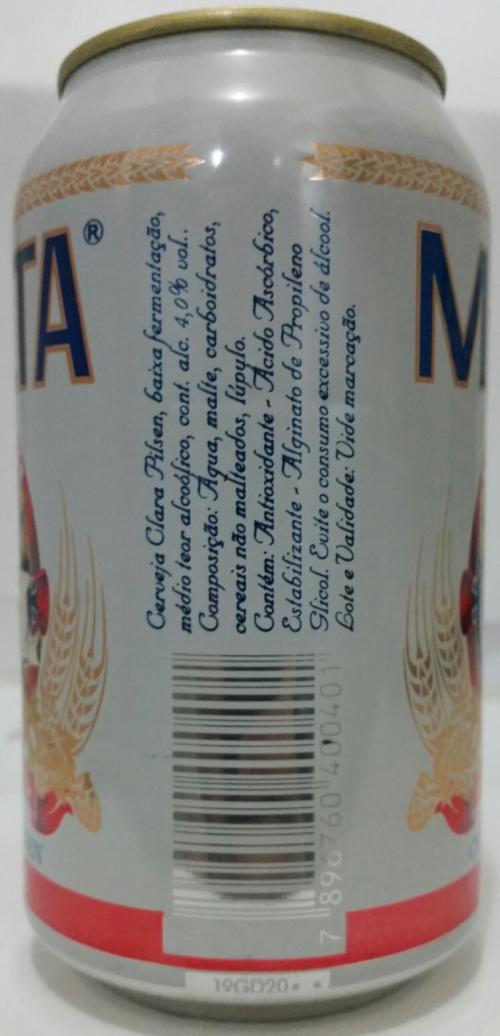 TA®
M
Cerveja Clara Pilsen, baixa fermentação,
médio teor alcoólico, cont. alc. 4,0% vol..
Composição: Água, malte, carboidratos,
cereais não malteados, lúpulo.
Contém: Antioxidante - Ácido Ascórbico,
Estabilizante - Alginato de Propileno
Glicol. Evite o consumo excessivo de álcool.
Lote e Validade: Vide marcação.
7 896760 400401
19GD20